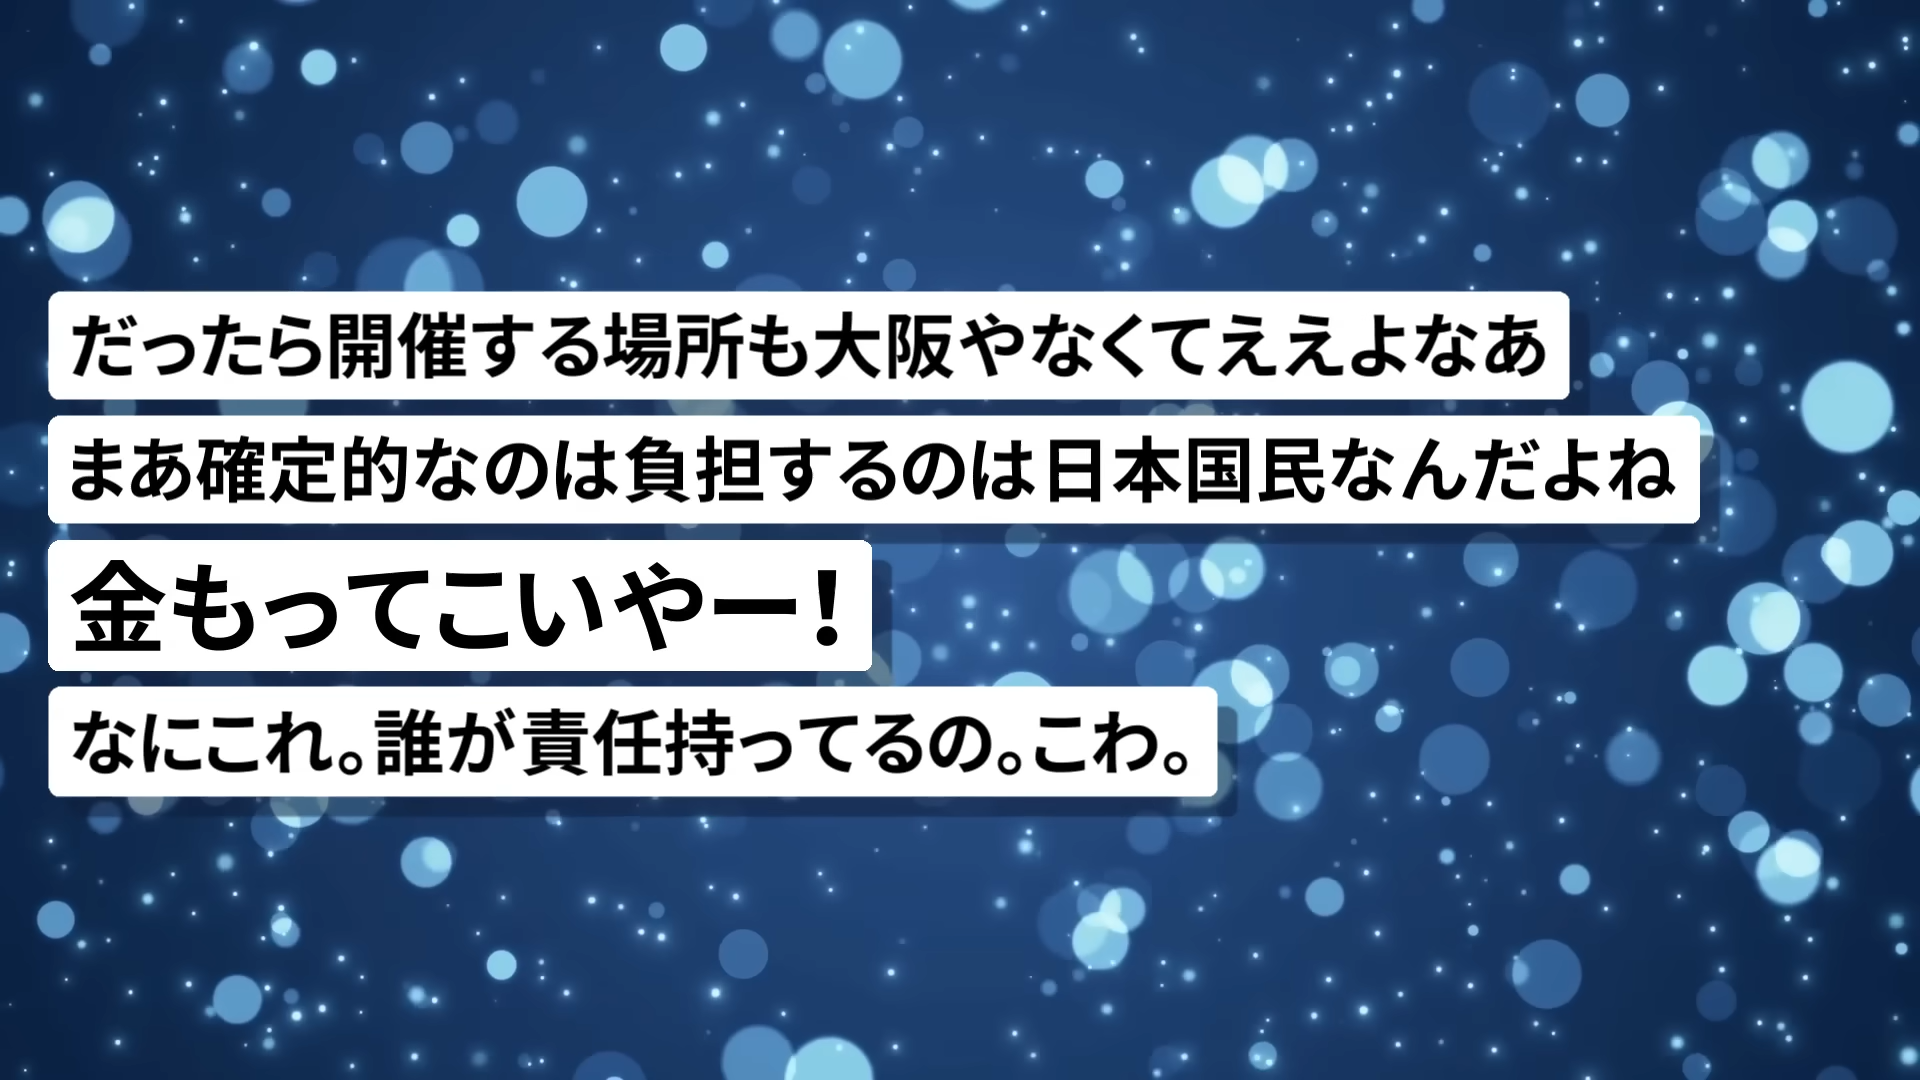 だったら開催する場所も大阪やなくてええよなあ
まあ確定的なのは負担するのは日本国民なんだよね
金もってこいやー！
なにこれ。誰が責任持ってるの。こわ。